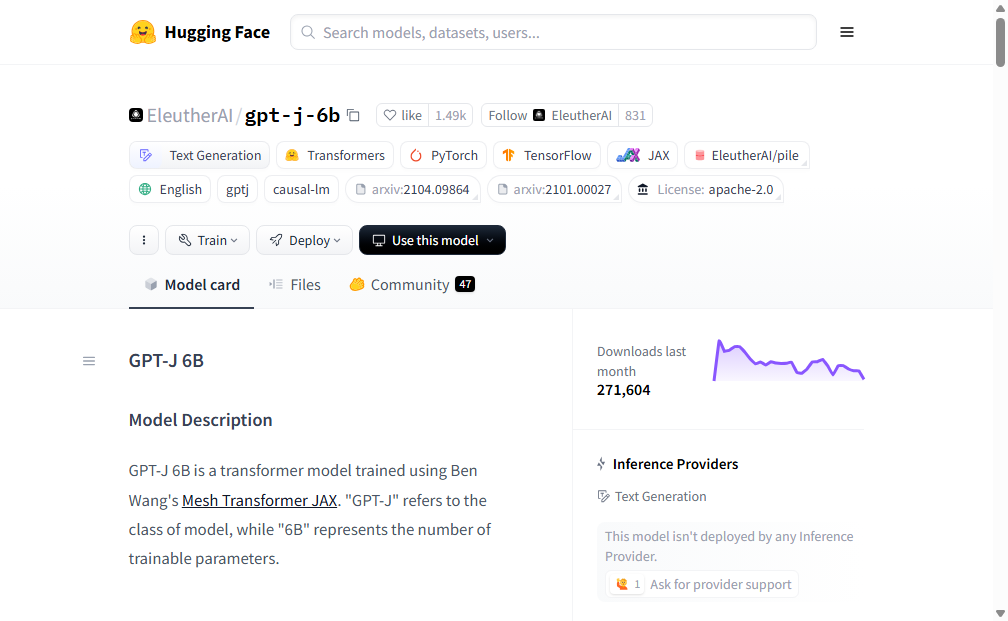 Hugging Face
Search models, datasets, users...
EleutherAI/gpt-j-6b
like 1.49k
Follow EleutherAI 831
Text Generation
Transformers
PyTorch
TensorFlow
JAX
EleutherAI/pile
English
gptj
causal-lm
arxiv:2104.09864
arxiv:2101.00027
License: apache-2.0
Train
Deploy
Use this model
Model card
Files
Community 47
GPT-J 6B
Model Description
GPT-J 6B is a transformer model trained using Ben
Wang's Mesh Transformer JAX. "GPT-J" refers to the
class of model, while "6B" represents the number of
trainable parameters.
Downloads last
month
271,604
Inference Providers
Text Generation
This model isn't deployed by any Inference
Provider.
1 Ask for provider support